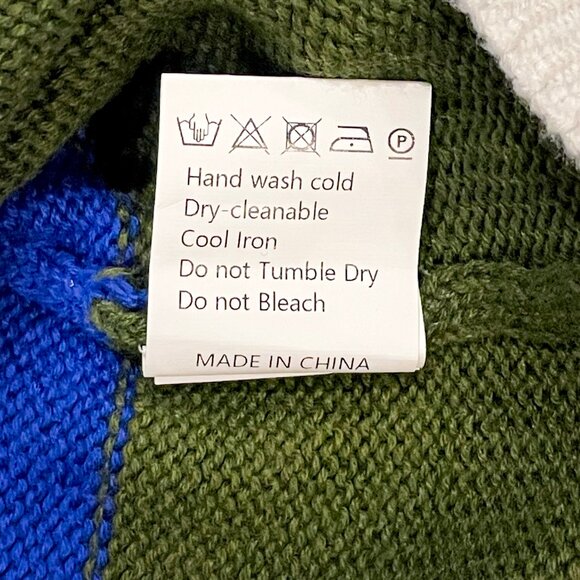 P
Hand wash cold
Dry-cleanable
Cool Iron
Do not Tumble Dry
Do not Bleach
MADE IN CHINA